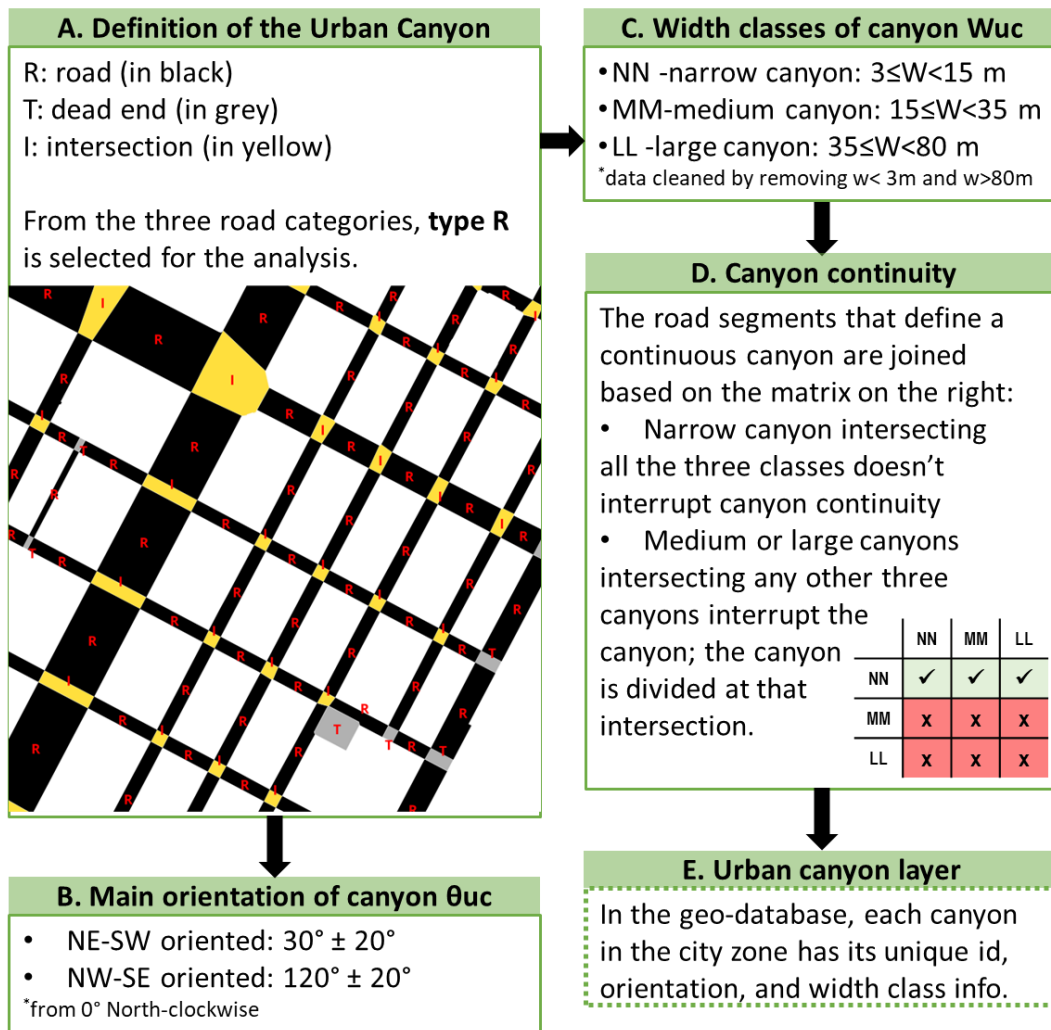 A. Definition of the Urban Canyon
R: road (in black)
T: dead end (in grey)
I: intersection (in yellow)
From the three road categories, type R
is selected for the analysis.
B. Main orientation of canyon θuc
• NE-SW oriented: 30° ± 20°
• NW-SE oriented: 120° ± 20°
*from 0° North-clockwise
C. Width classes of canyon Wuc
•NN -narrow canyon: 3≤W<15 m
•MM-medium canyon: 15≤W<35 m
•LL -large canyon: 35≤W<80 m
*data cleaned by removing w< 3m and w>80m
D. Canyon continuity
The road segments that define a
continuous canyon are joined
based on the matrix on the right:
• Narrow canyon intersecting
all the three classes doesn’t
interrupt canyon continuity
• Medium or large canyons
intersecting any other three
canyons interrupt the
canyon; the canyon
is divided at that
intersection.
NN MM LL
NN ✓ ✓ ✓
MM x x x
LL x x x
E. Urban canyon layer
In the geo-database, each canyon
in the city zone has its unique id,
orientation, and width class info.